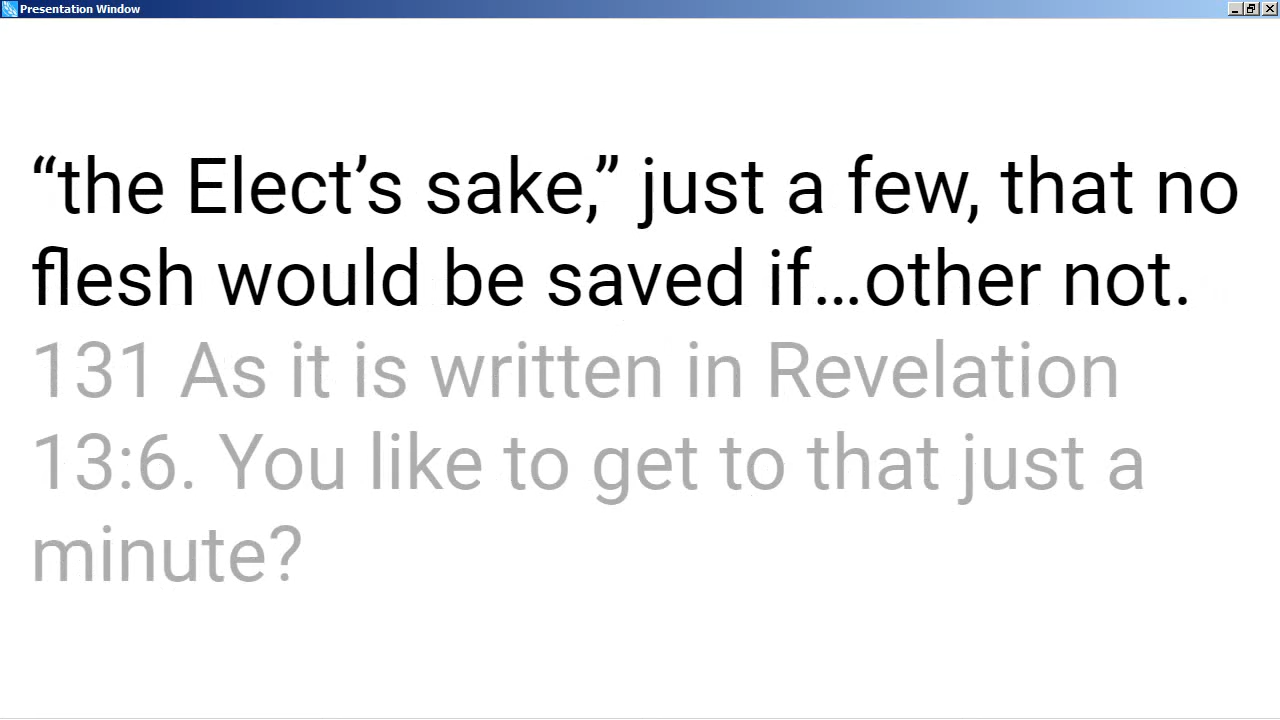 Presentation Window
“the Elect’s sake,” just a few, that no
flesh would be saved if…other not.
131 As it is written in Revelation
13:6. You like to get to that just a
minute?